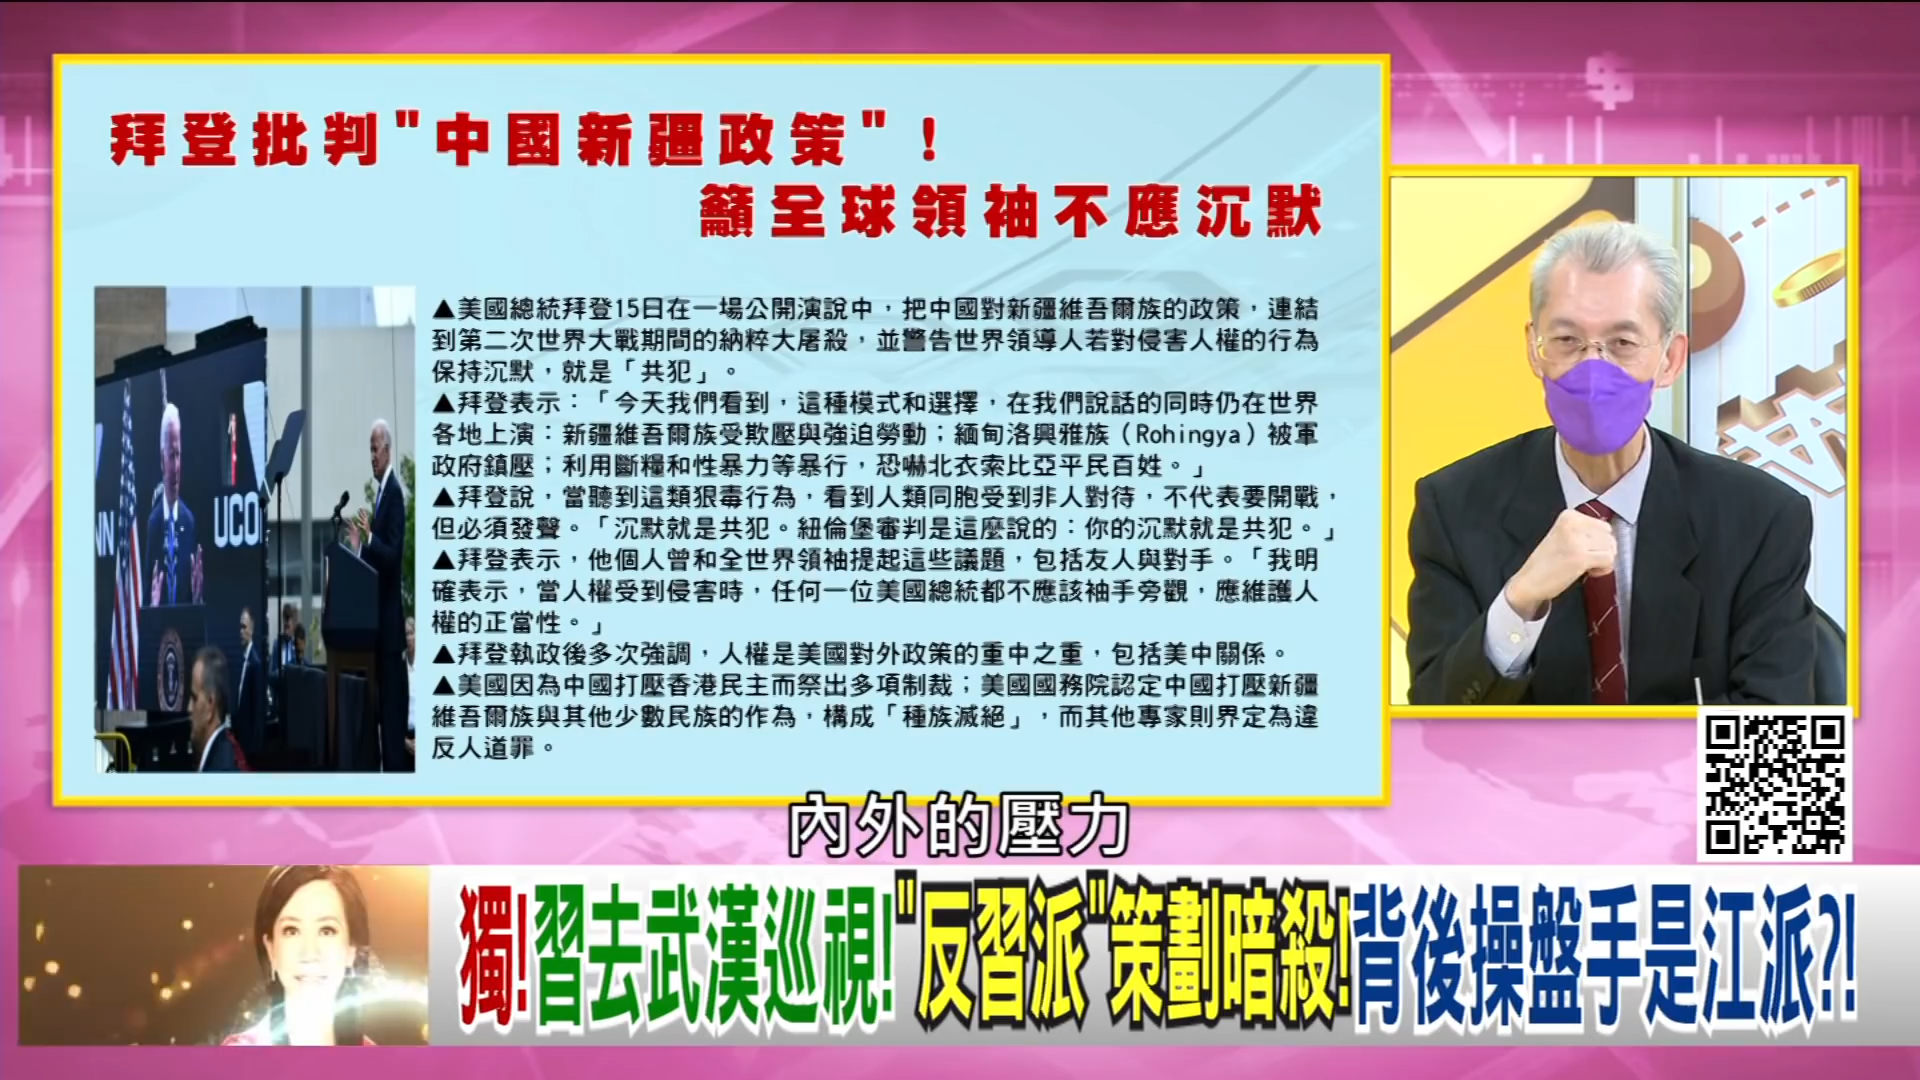 拜登批判"中國新疆政策"！
籲全球領袖不應沉默
▲美國總統拜登15日在一場公開演說中，把中國對新疆維吾爾族的政策，連結
到第二次世界大戰期間的納粹大屠殺，並警告世界領導人若對侵害人權的行為
保持沉默，就是「共犯」。
▲拜登表示：「今天我們看到，這種模式和選擇，在我們說話的同時仍在世界
各地上演：新疆維吾爾族受欺壓與強迫勞動；緬甸洛興雅族（Rohingya）被軍
政府鎮壓；利用斷糧和性暴力等暴行，恐嚇北衣索比亞平民百姓。」
▲拜登說，當聽到這類狠毒行為，看到人類同胞受到非人對待，不代表要開戰，
但必須發聲。「沉默就是共犯。紐倫堡審判是這麼說的：你的沉默就是共犯。」
▲拜登表示，他個人曾和全世界領袖提起這些議題，包括友人與對手。「我明
確表示，當人權受到侵害時，任何一位美國總統都不應該袖手旁觀，應維護人
權的正當性。」
▲拜登執政後多次強調，人權是美國對外政策的重中之重，包括美中關係。
▲美國因為中國打壓香港民主而祭出多項制裁；美國國務院認定中國打壓新疆
維吾爾族與其他少數民族的作為，構成「種族滅絕」，而其他專家則界定為違
反人道罪。
NN
UCO
內外的壓力
獨!習去武漢巡視!"反習派"策劃暗殺!背後操盤手是江派?!